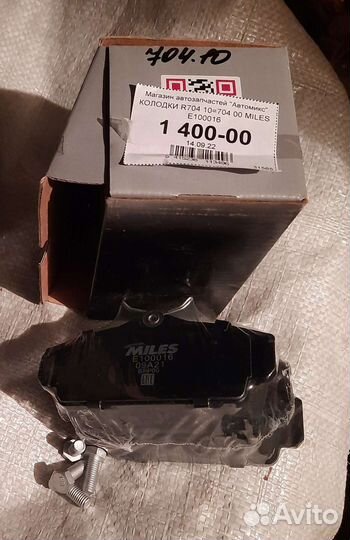 704.10
Магазин автозапчастей "Автомикс"
КОЛОДКИ R704 10=704 00 MILES
E100016
1 400-00
14.09.22
MILES
E100016
09A21
Avito